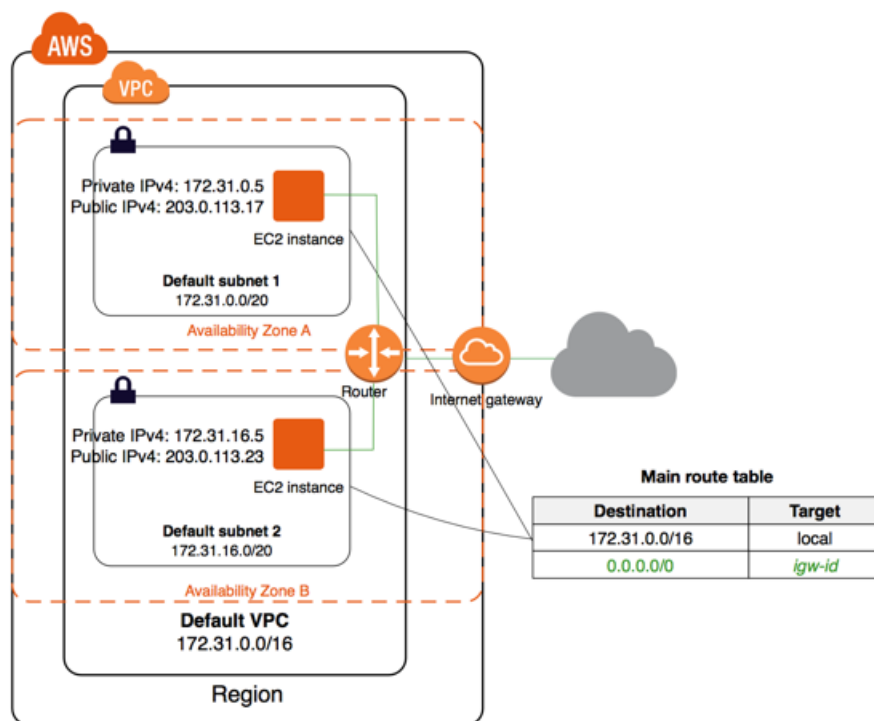 AWS
VPC
Private IPv4: 172.31.0.5
Public IPv4: 203.0.113.17
EC2 instance
Default subnet 1
172.31.0.0/20
Availability Zone A
Router
Internet gateway
Private IPv4: 172.31.16.5
Public IPv4: 203.0.113.23
EC2 instance
Default subnet 2
172.31.16.0/20
Availability Zone B
Default VPC
172.31.0.0/16
Region
Main route table
Destination Target
172.31.0.0/16 local
0.0.0.0/0 igw-id